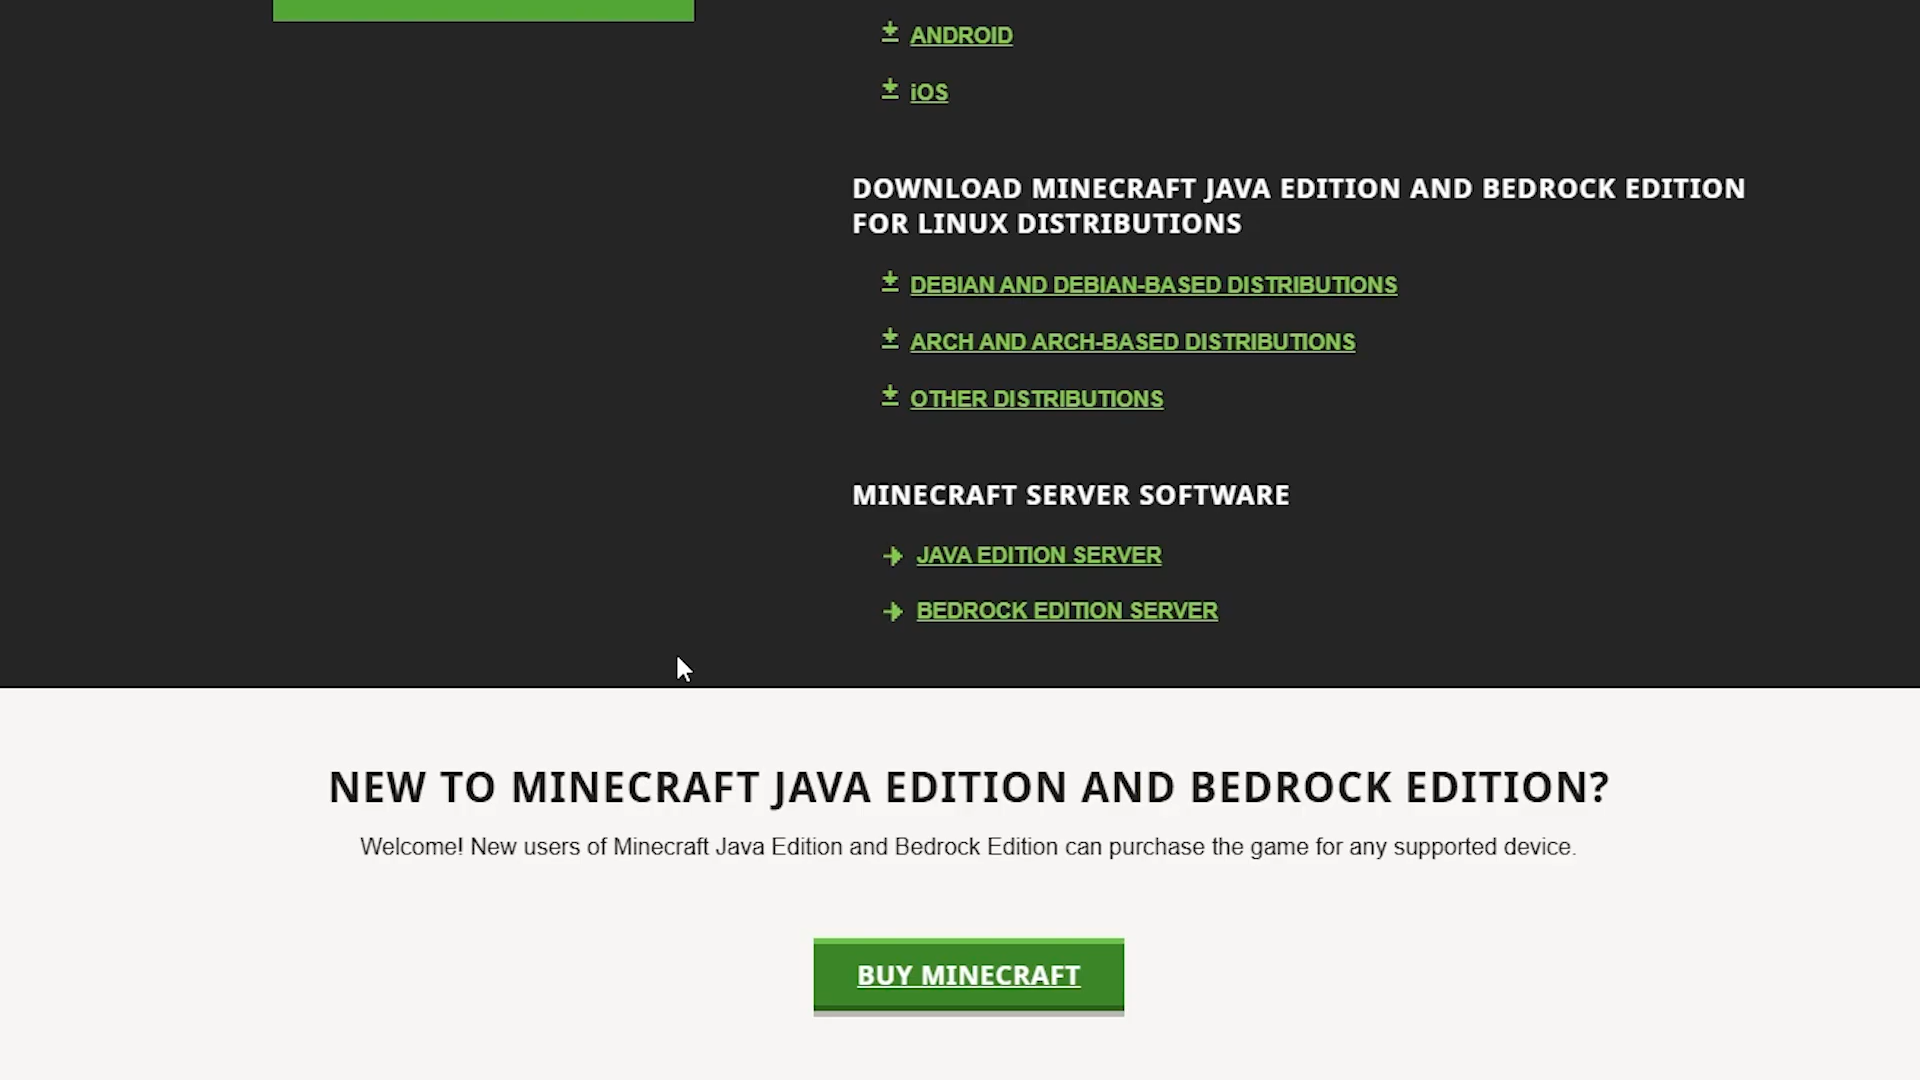 ANDROID
iOS
DOWNLOAD MINECRAFT JAVA EDITION AND BEDROCK EDITION
FOR LINUX DISTRIBUTIONS
DEBIAN AND DEBIAN-BASED DISTRIBUTIONS
ARCH AND ARCH-BASED DISTRIBUTIONS
OTHER DISTRIBUTIONS
MINECRAFT SERVER SOFTWARE
JAVA EDITION SERVER
BEDROCK EDITION SERVER
NEW TO MINECRAFT JAVA EDITION AND BEDROCK EDITION?
Welcome! New users of Minecraft Java Edition and Bedrock Edition can purchase the game for any supported device.
BUY MINECRAFT